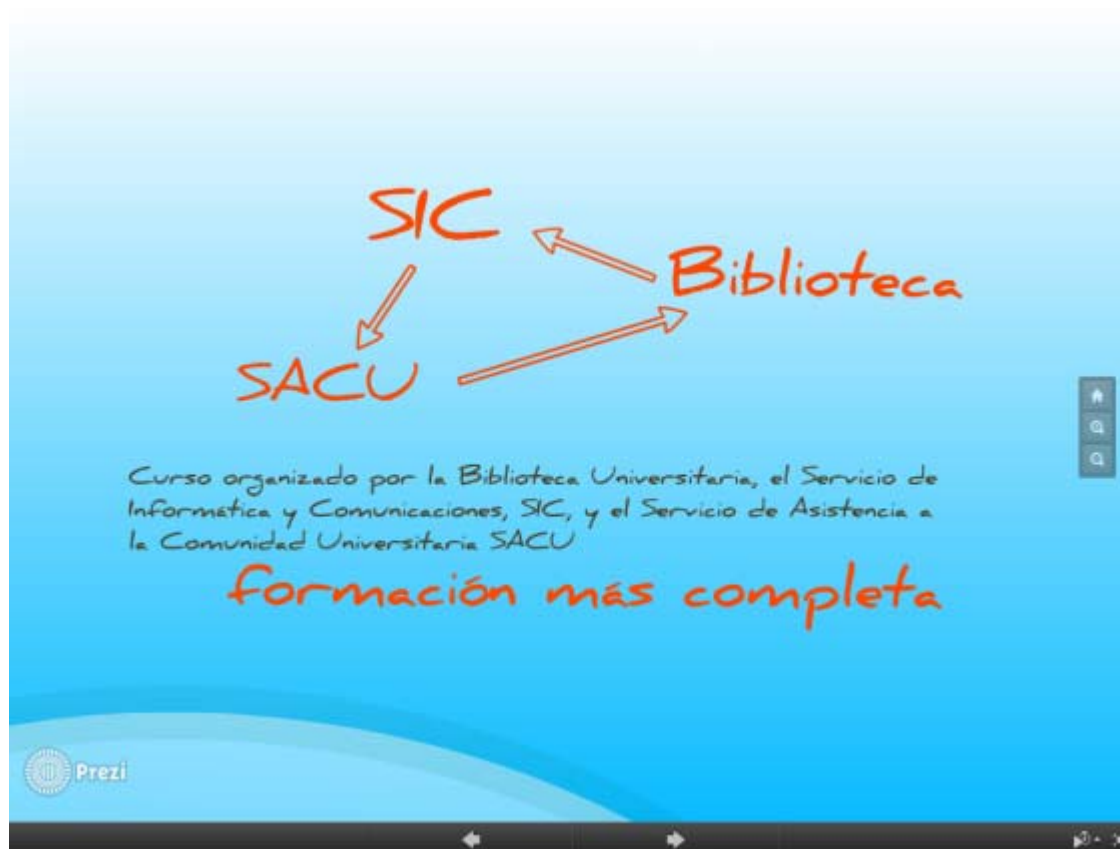 SIC
Biblioteca
SACU
Curso organizado por la Biblioteca Universitaria, el Servicio de
Informática y Comunicaciones, SIC, y el Servicio de Asistencia a
la Comunidad Universitaria SACU
formación más completa
Prezi